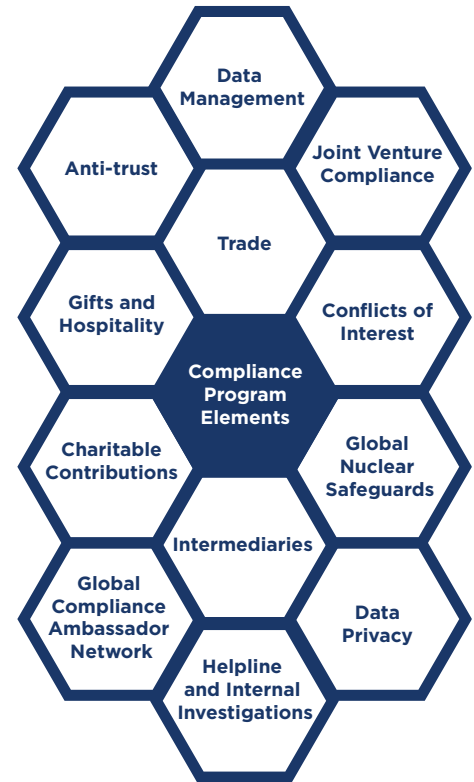 Data
Management
Anti-trust
Joint Venture
Compliance
Trade
Gifts and
Hospitality
Conflicts of
Interest
Compliance
Program
Elements
Charitable
Contributions
Global
Nuclear
Safeguards
Intermediaries
Global
Compliance
Ambassador
Network
Data
Privacy
Helpline
and Internal
Investigations